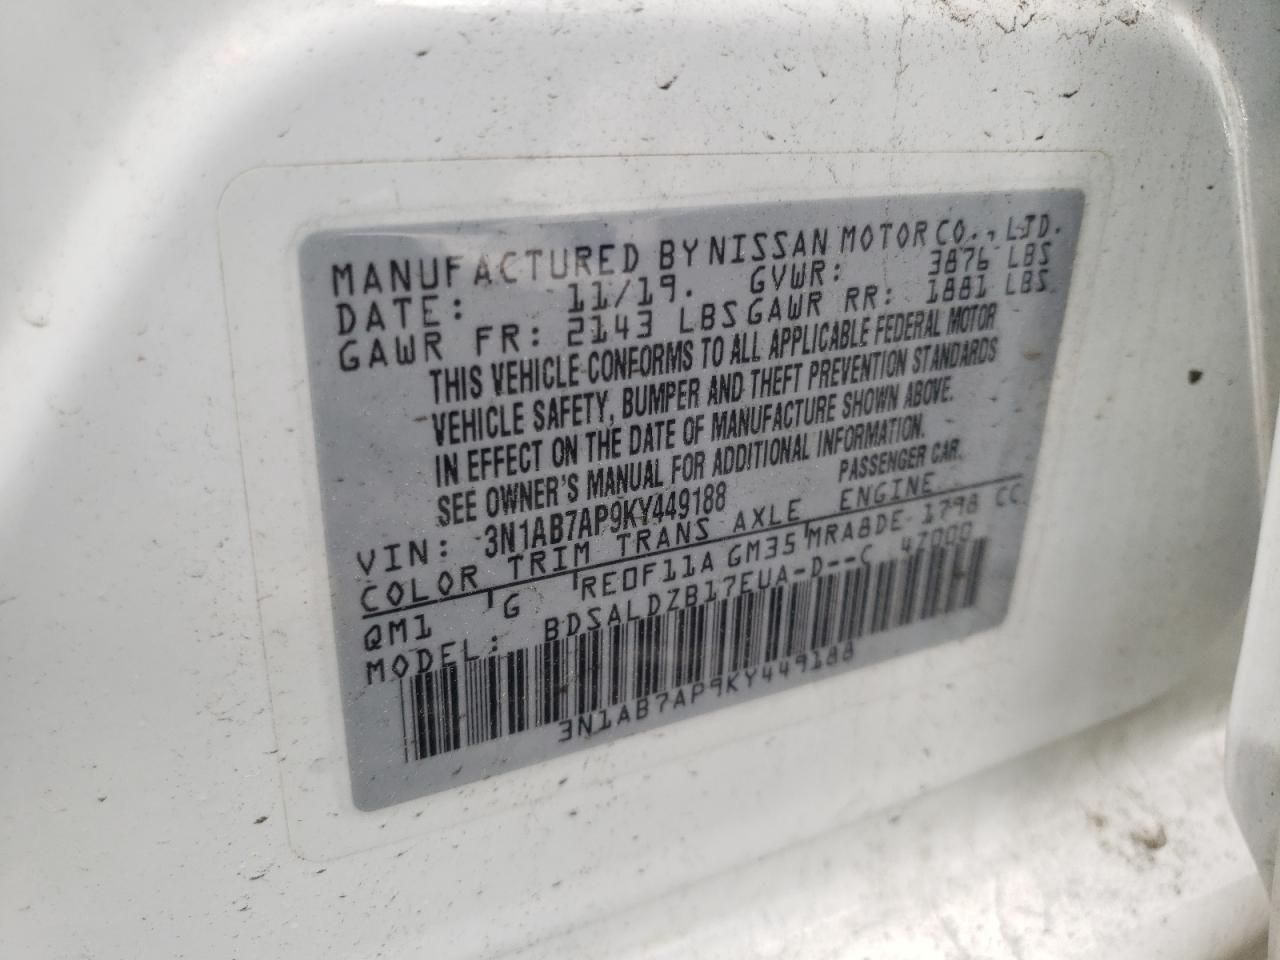 MANUFACTURED BY NISSAN MOTOR CO., LTD.
DATE: 11/19. GVWR: 3876 LBS
GAWR FR: 2143 LBS GAWR RR: 1881 LBS
THIS VEHICLE CONFORMS TO ALL APPLICABLE FEDERAL MOTOR
VEHICLE SAFETY, BUMPER AND THEFT PREVENTION STANDARDS
IN EFFECT ON THE DATE OF MANUFACTURE SHOWN ABOVE.
SEE OWNER'S MANUAL FOR ADDITIONAL INFORMATION.
VIN: 3N1AB7AP9KY449188 PASSENGER CAR.
COLOR TRIM TRANS AXLE ENGINE
QM1 G RE0F11A GM35 MRA8DE 1798 CC
MODEL: BDSALDZB17EUA-D--C 47000
3N1AB7AP9KY449188